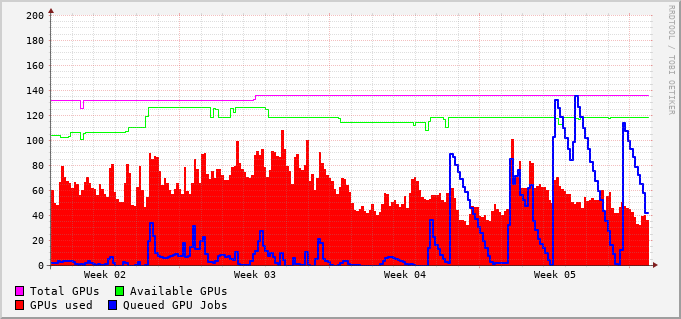 RRDTOOL / TOBI OETIKER
200
180
160
140
120
100
80
60
40
20
0
Week 02 Week 03 Week 04 Week 05
Total GPUs Available GPUs
GPUs used Queued GPU Jobs